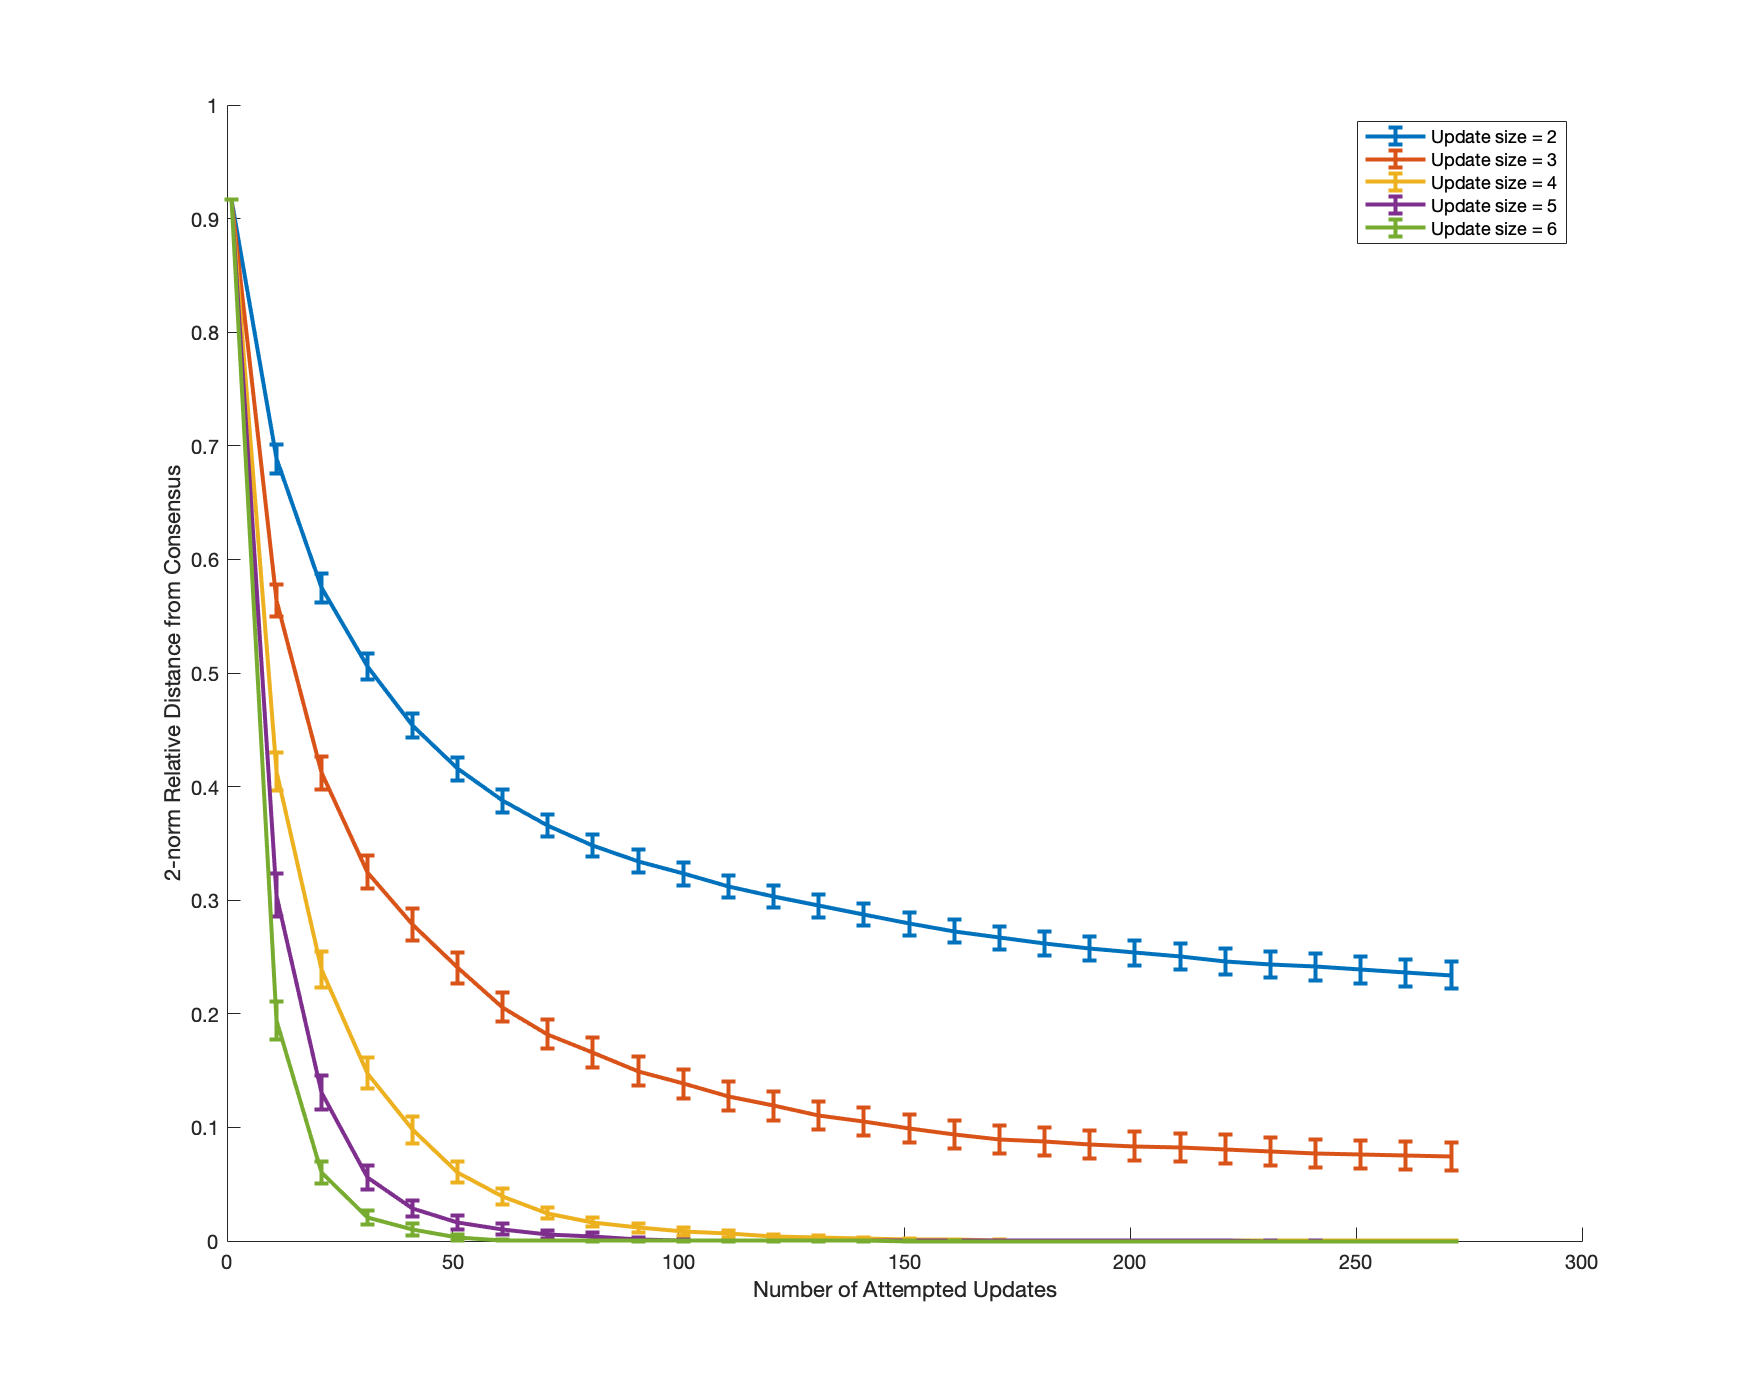 1
0.9
0.8
0.7
0.6
0.5
0.4
0.3
0.2
0.1
0
2-norm Relative Distance from Consensus
Update size = 2
Update size = 3
Update size = 4
Update size = 5
Update size = 6
0 50 100 150 200 250 300
Number of Attempted Updates